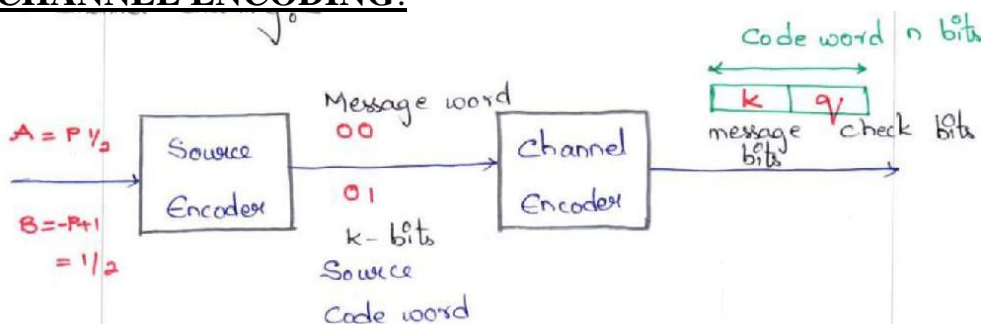 CHANNEL ENCODING:
Code word n bits
k q
message bits
check bits
Message word
00
01
k- bits
Source
Code word
A = P 1/2
B = -P+1
= 1/2
Source
Encoder
Channel
Encoder